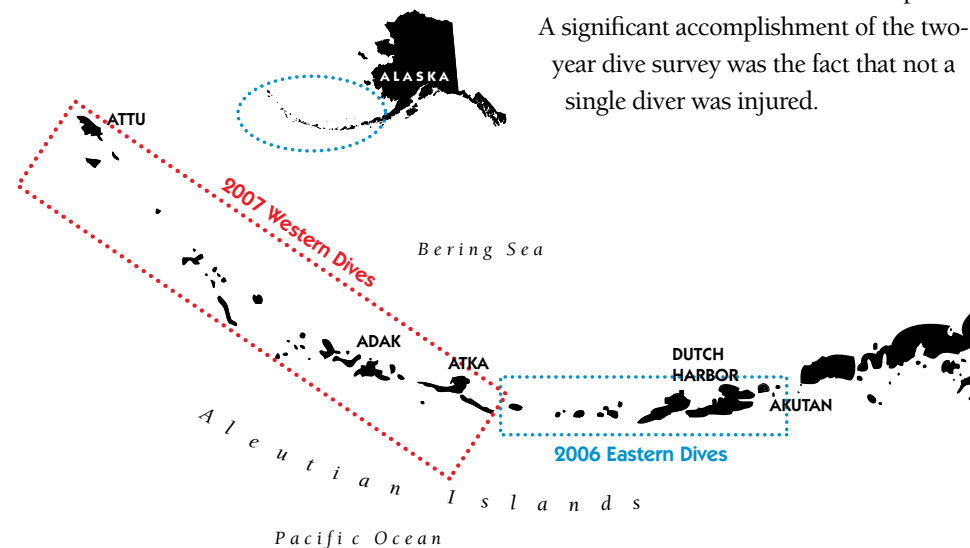 A significant accomplishment of the two-
year dive survey was the fact that not a
single diver was injured.
ALASKA
ATTU
2007 Western Dives
Bering Sea
ADAK
ATKA
DUTCH
HARBOR
AKUTAN
2006 Eastern Dives
Aleutian Islands
Pacific Ocean